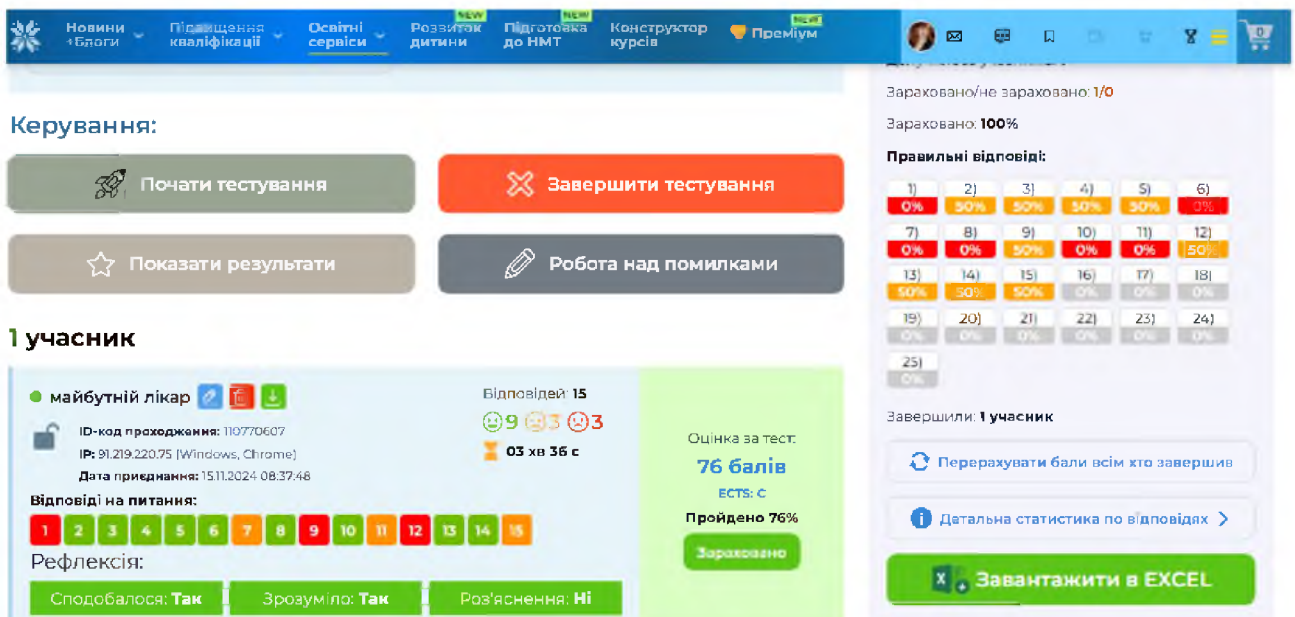 Новини
+Блоги
Підвищення
кваліфікації
Освітні
сервіси
NEW
Розвиток
дитини
NEW
Підготовка
до НМТ
Конструктор
курсів
NEW
Преміум
0
Керування:
Почати тестування
Завершити тестування
Показати результати
Робота над помилками
1 учасник
майбутній лікар
ID-код проходження: 110770607
IP: 91.219.220.75 (Windows, Chrome)
Дата приєднання: 15.11.2024 08:37:48
Відповідей: 15
9 3 3
03 хв 36 с
Відповіді на питання:
1 2 3 4 5 6 7 8 9 10 11 12 13 14 15
Рефлексія:
Сподобалося: Так Зрозуміло: Так Роз'яснення: Ні
Оцінка за тест:
76 балів
ECTS: C
Пройдено 76%
Зараховано
Зараховано/не зараховано: 1/0
Зараховано: 100%
Правильні відповіді:
1) 2) 3) 4) 5) 6)
0% 50% 50% 50% 50% 0%
7) 8) 9) 10) 11) 12)
0% 0% 50% 0% 0% 50%
13) 14) 15) 16) 17) 18)
50% 50% 50% 0% 0% 0%
19) 20) 21) 22) 23) 24)
0% 0% 0% 0% 0% 0%
25)
0%
Завершили: 1 учасник
Перерахувати бали всім хто завершив
Детальна статистика по відповідях
Завантажити в EXCEL